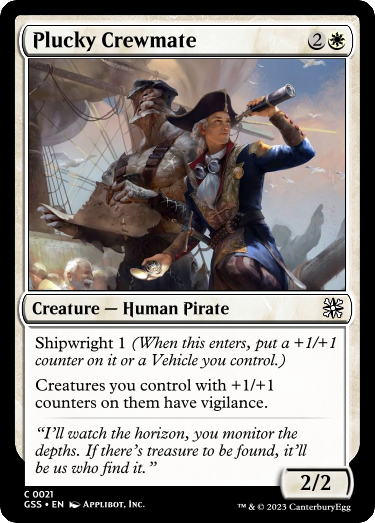 Plucky Crewmate 2
Creature — Human Pirate
Shipwright 1 (When this enters, put a +1/+1
counter on it or a Vehicle you control.)
Creatures you control with +1/+1
counters on them have vigilance.
“I’ll watch the horizon, you monitor the
depths. If there’s treasure to be found, it’ll
be us who find it.”
2/2
C 0021
GSS • EN APPLIBOT, INC.
™ & © 2023 CanterburyEgg